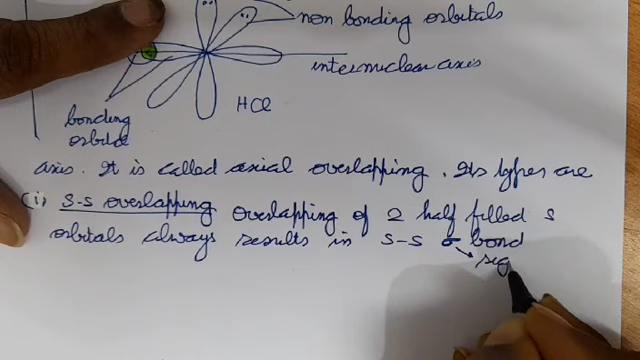 non bonding orbitals
internuclear axis
HCl
bonding
orbital
axis. It is called axial overlapping. Its types are
(i) S-S overlapping overlapping of 2 half filled s
orbitals always results in S-S σ bond
sig